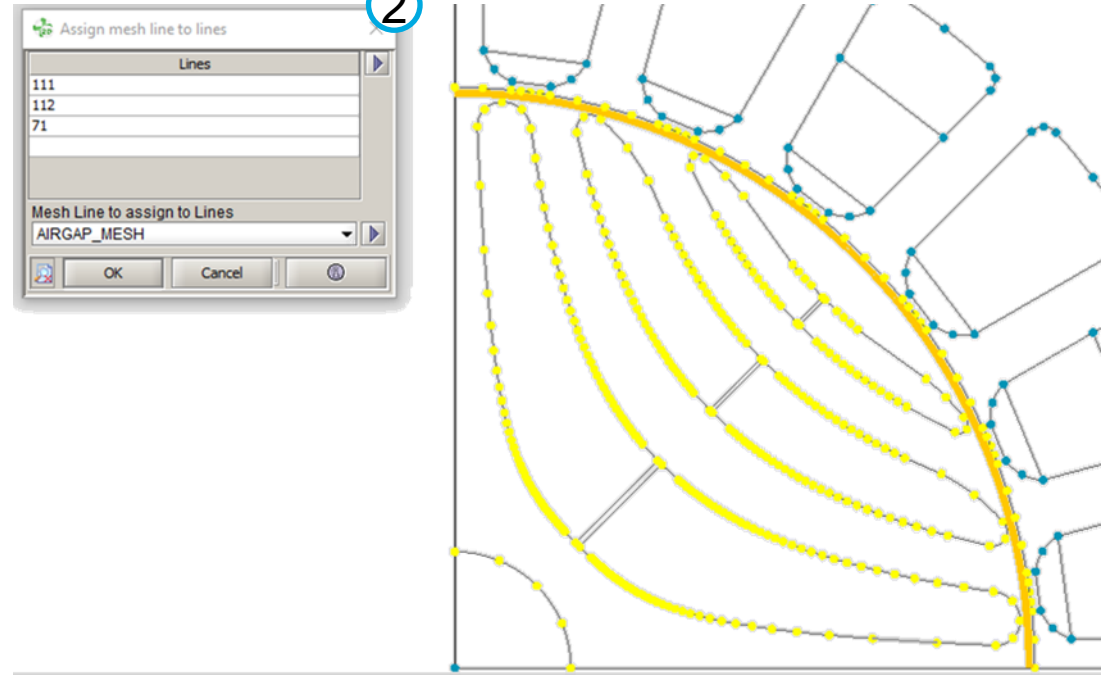 2
Assign mesh line to lines
Lines
111
112
71
Mesh Line to assign to Lines
AIRGAP_MESH
OK Cancel